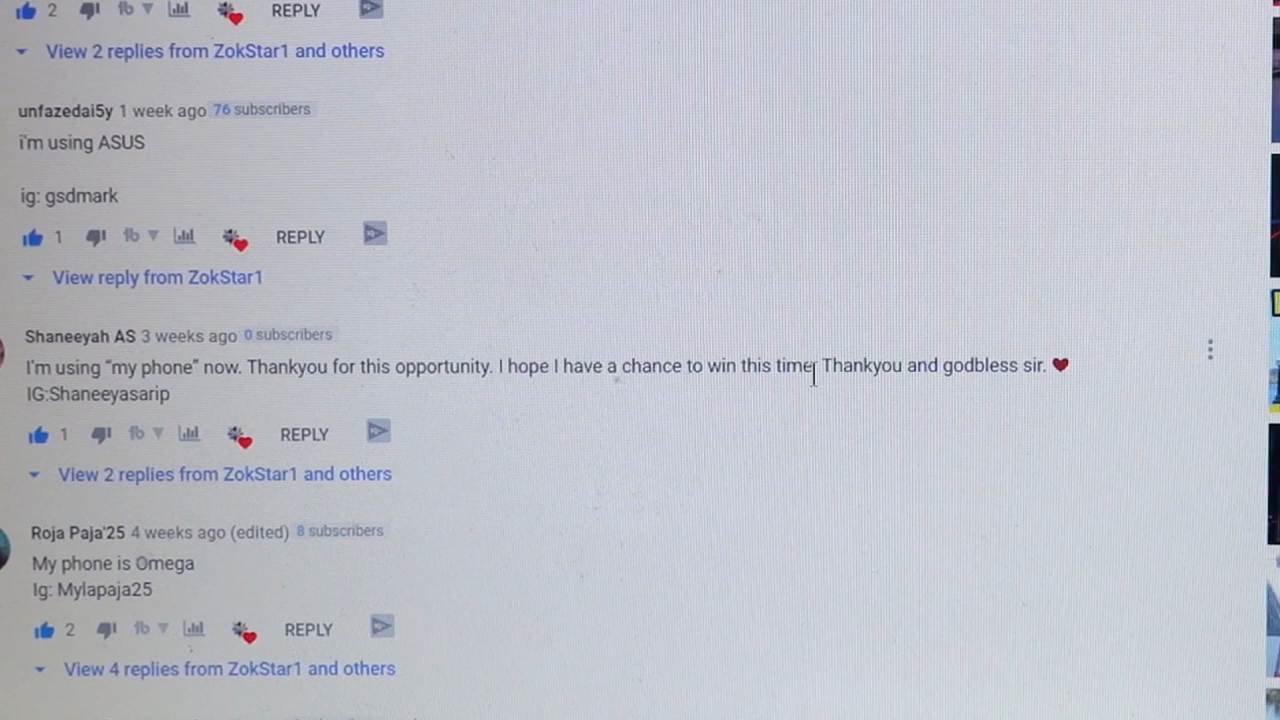 2 REPLY
View 2 replies from ZokStar1 and others
unfazedai5y 1 week ago 76 subscribers
i'm using ASUS
ig: gsdmark
1 REPLY
View reply from ZokStar1
Shaneeyah AS 3 weeks ago 0 subscribers
I'm using “my phone” now. Thankyou for this opportunity. I hope I have a chance to win this time. Thankyou and godbless sir. ♥
IG:Shaneeyasarip
1 REPLY
View 2 replies from ZokStar1 and others
Roja Paja'25 4 weeks ago (edited) 8 subscribers
My phone is Omega
Ig: Mylapaja25
2 REPLY
View 4 replies from ZokStar1 and others